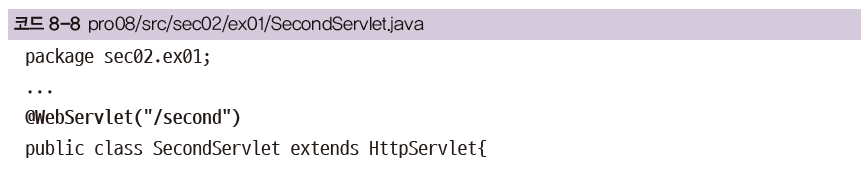 코드 8-8 pro08/src/sec02/ex01/SecondServlet.java
package sec02.ex01;
...
@WebServlet("/second")
public class SecondServlet extends HttpServlet{